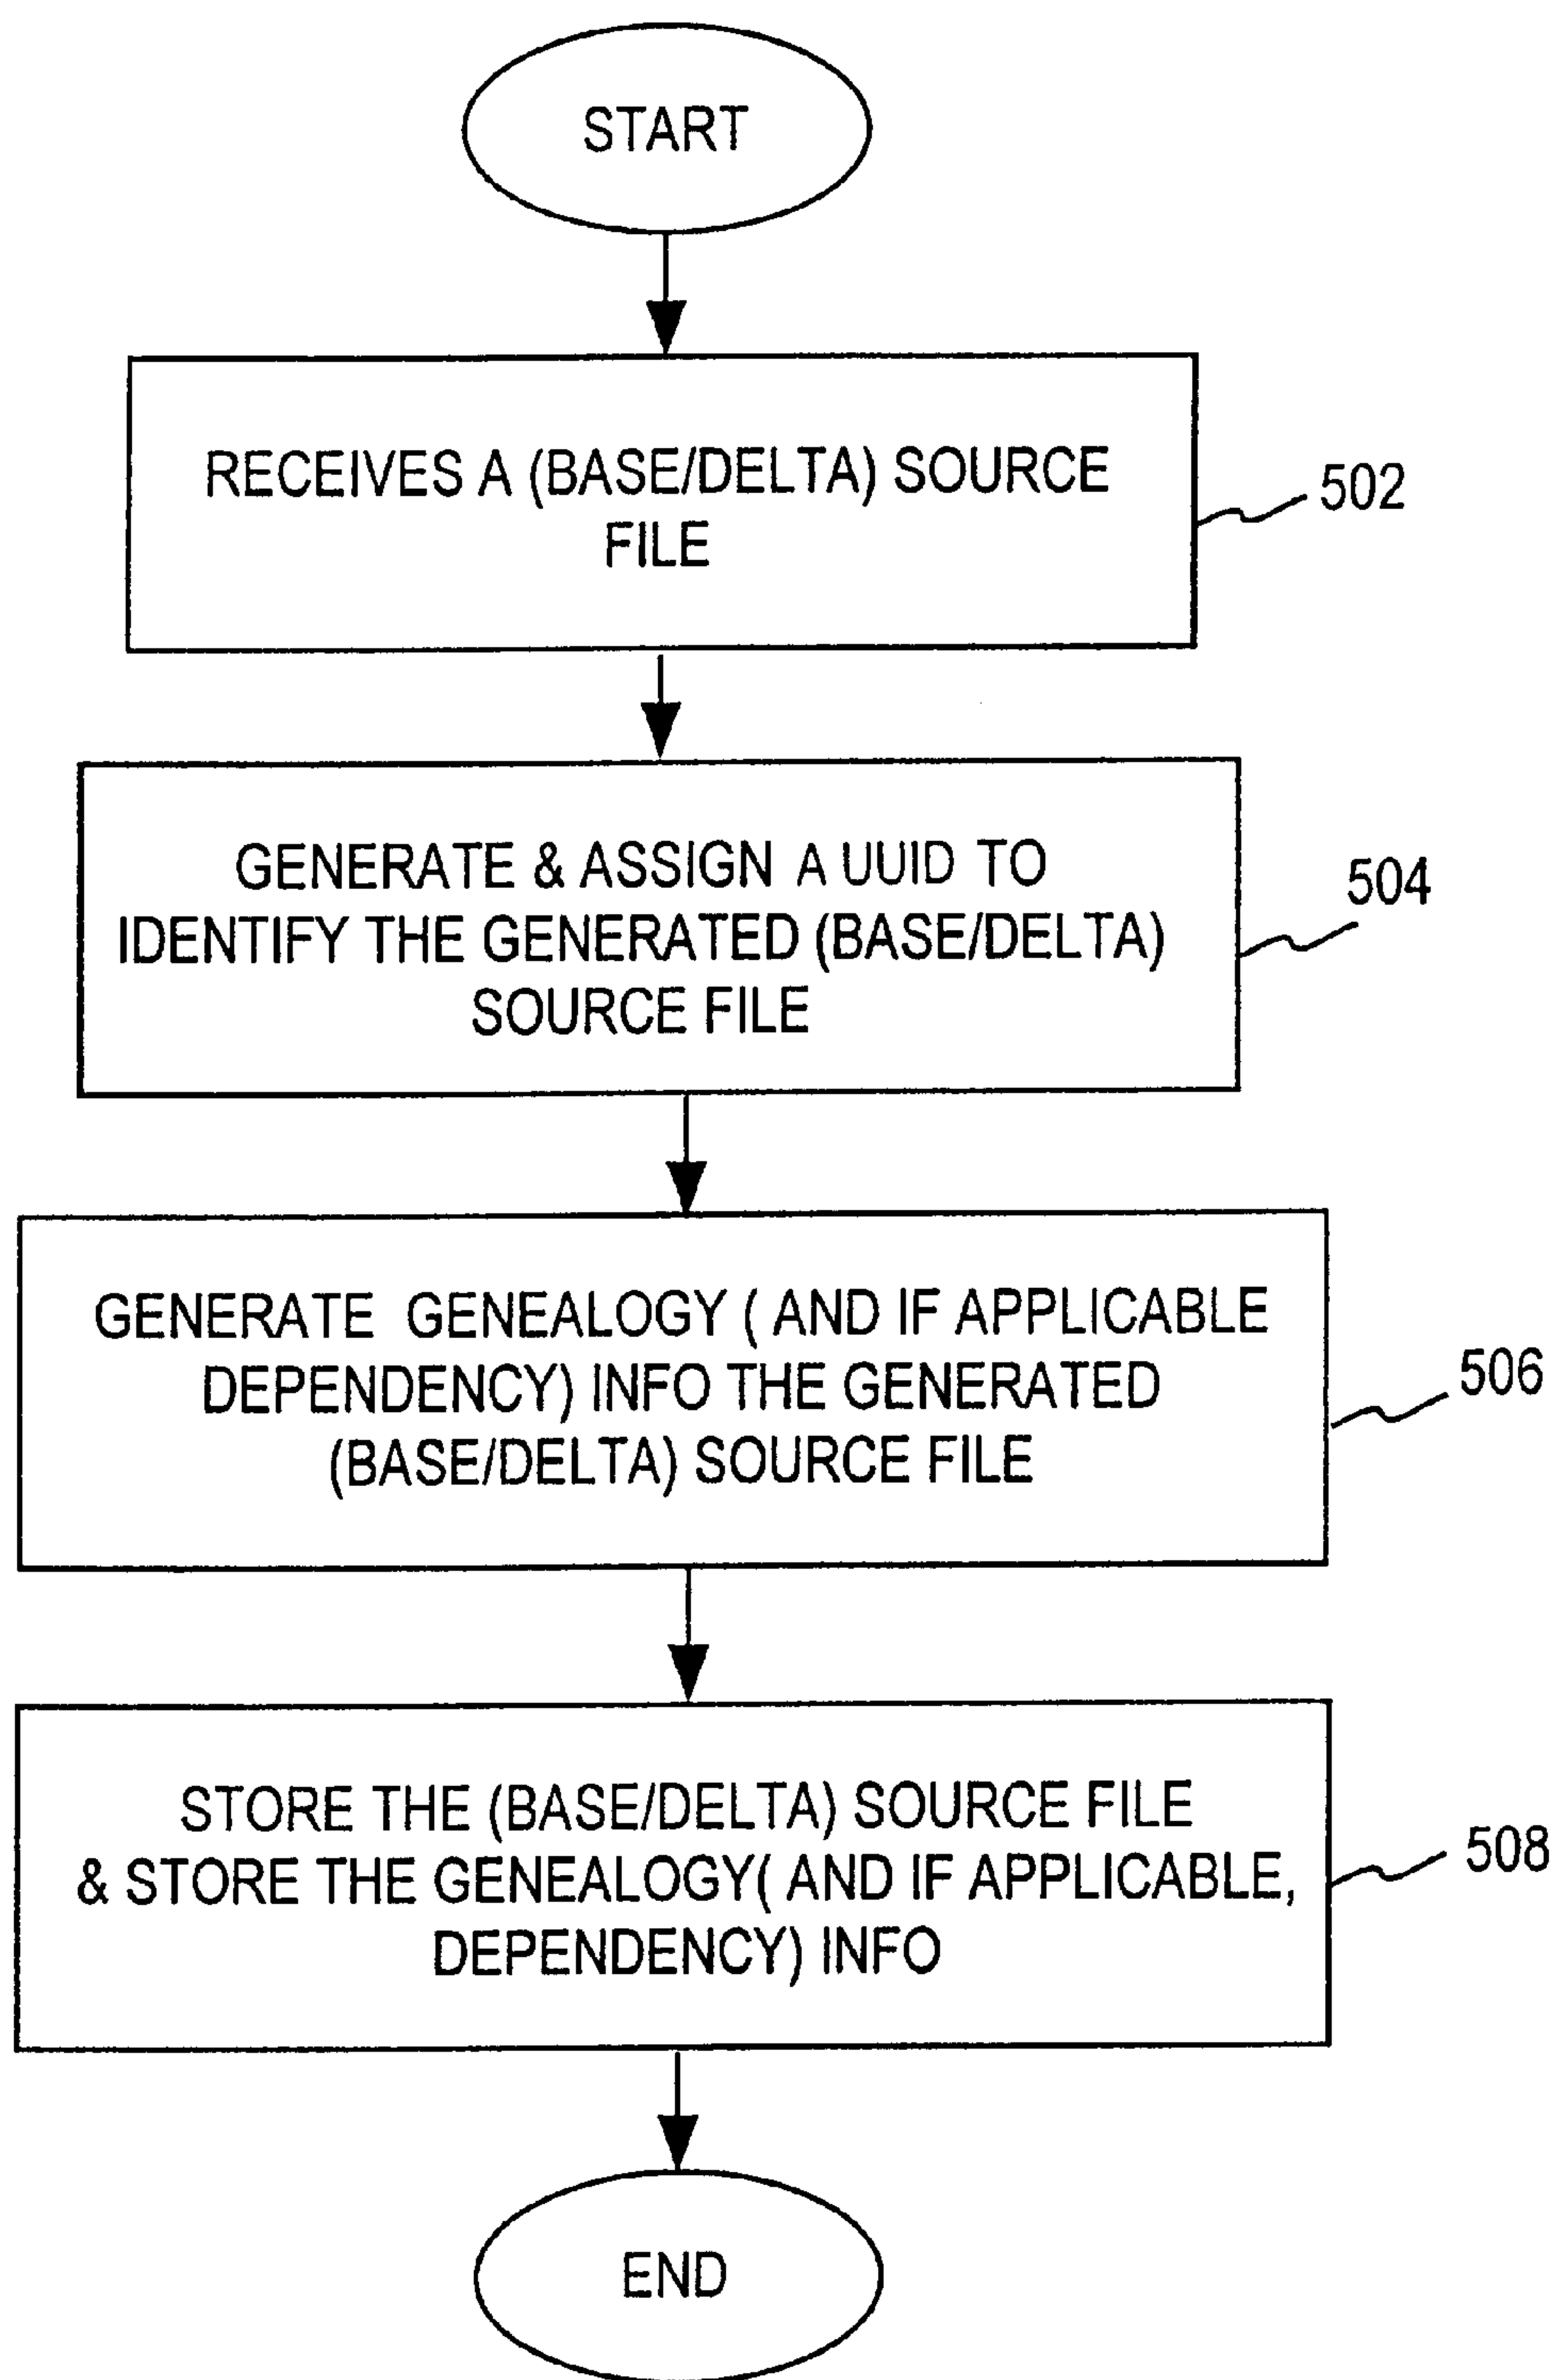 START
RECEIVES A (BASE/DELTA) SOURCE
FILE
502
GENERATE & ASSIGN A UUID TO
IDENTIFY THE GENERATED (BASE/DELTA)
SOURCE FILE
504
GENERATE GENEALOGY ( AND IF APPLICABLE
DEPENDENCY) INFO THE GENERATED
(BASE/DELTA) SOURCE FILE
506
STORE THE (BASE/DELTA) SOURCE FILE
& STORE THE GENEALOGY( AND IF APPLICABLE,
DEPENDENCY) INFO
508
END